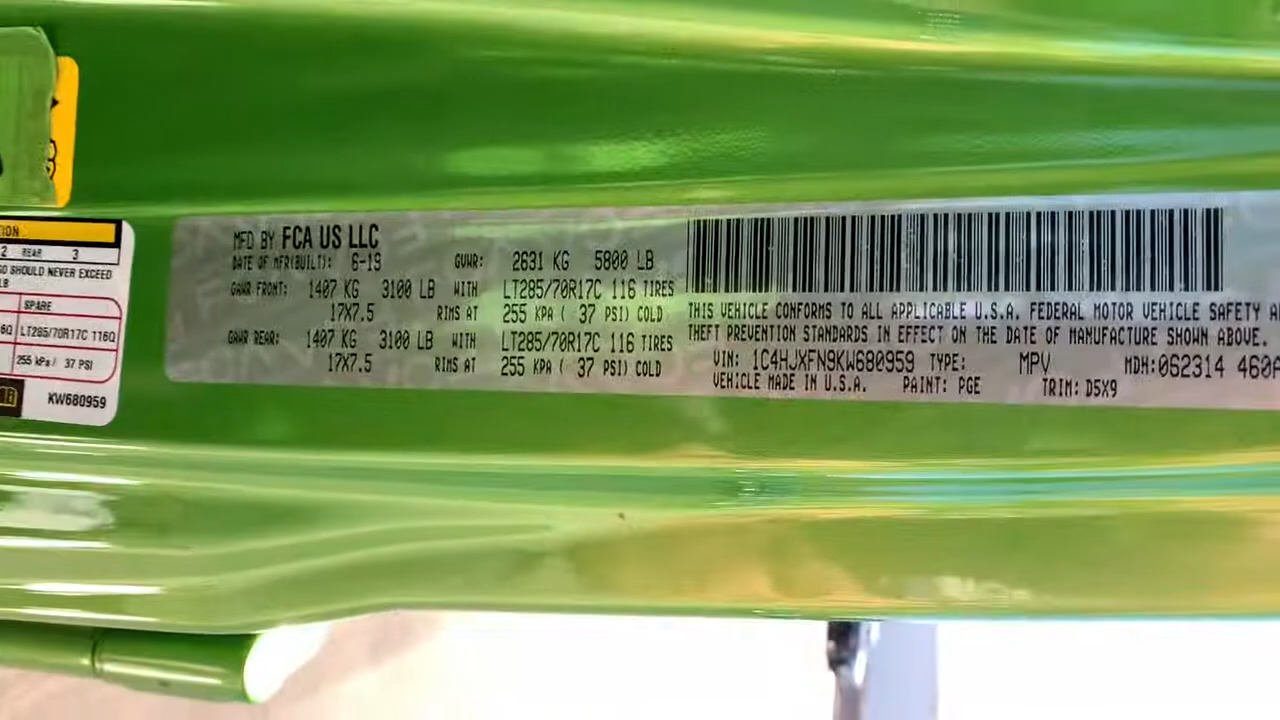 2 REAR 3
SHOULD NEVER EXCEED
LB
SPARE
LT285/70R17C 116Q
255 kPa / 37 PSI
KW680959
MFD BY FCA US LLC
DATE OF MFR(BUILT): 6-19 GVWR: 2631 KG 5800 LB
GAWR FRONT: 1407 KG 3100 LB WITH LT285/70R17C 116 TIRES
17X7.5 RIMS AT 255 KPA ( 37 PSI) COLD
GAWR REAR: 1407 KG 3100 LB WITH LT285/70R17C 116 TIRES
17X7.5 RIMS AT 255 KPA ( 37 PSI) COLD
THIS VEHICLE CONFORMS TO ALL APPLICABLE U.S.A. FEDERAL MOTOR VEHICLE SAFETY
THEFT PREVENTION STANDARDS IN EFFECT ON THE DATE OF MANUFACTURE SHOWN ABOVE.
VIN: 1C4HJXFN9KW680959 TYPE: MPV MDH:062314 460
VEHICLE MADE IN U.S.A. PAINT: PGE TRIM: D5X9